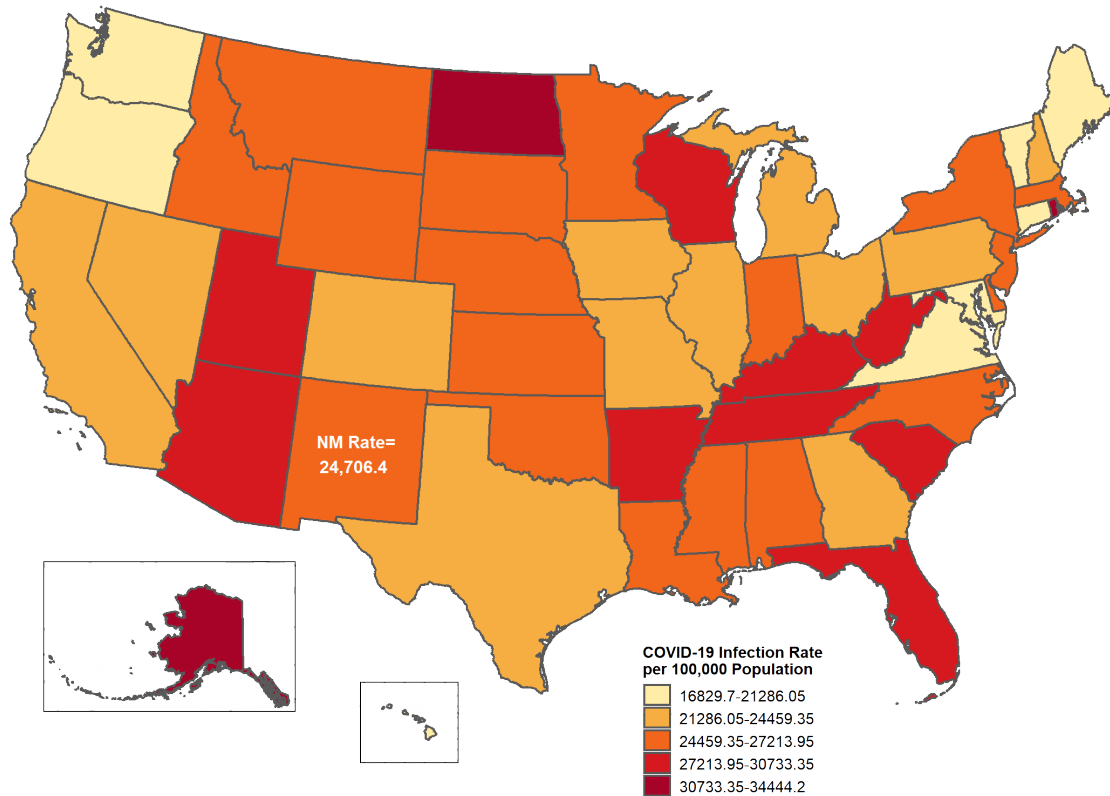 NM Rate=
24,706.4
COVID-19 Infection Rate
per 100,000 Population
16829.7-21286.05
21286.05-24459.35
24459.35-27213.95
27213.95-30733.35
30733.35-34444.2